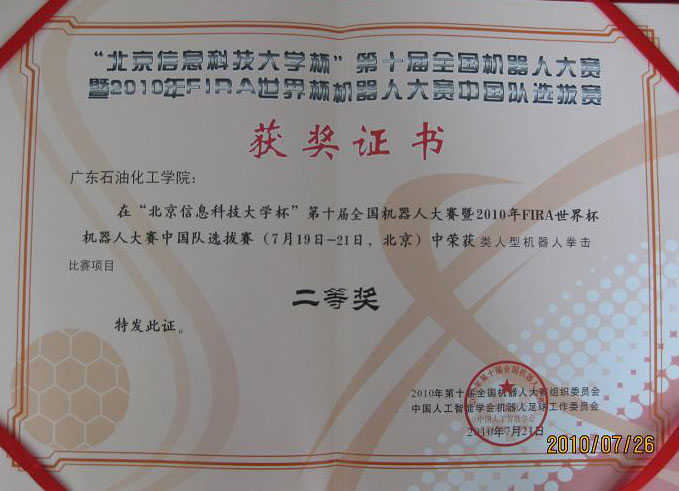 “北京信息科技大学杯”第十届全国机器人大赛
暨2010年FIRA世界杯机器人大赛中国队选拔赛
获奖证书
广东石油化工学院：
在“北京信息科技大学杯”第十届全国机器人大赛暨2010年FIRA世界杯
机器人大赛中国队选拔赛（7月19日-21日，北京）中荣获类人型机器人拳击
比赛项目
二等奖
特发此证。
2010年第十届全国机器人大赛组织委员会
中国人工智能学会机器人足球工作委员会
2010年7月21日
2010/07/26